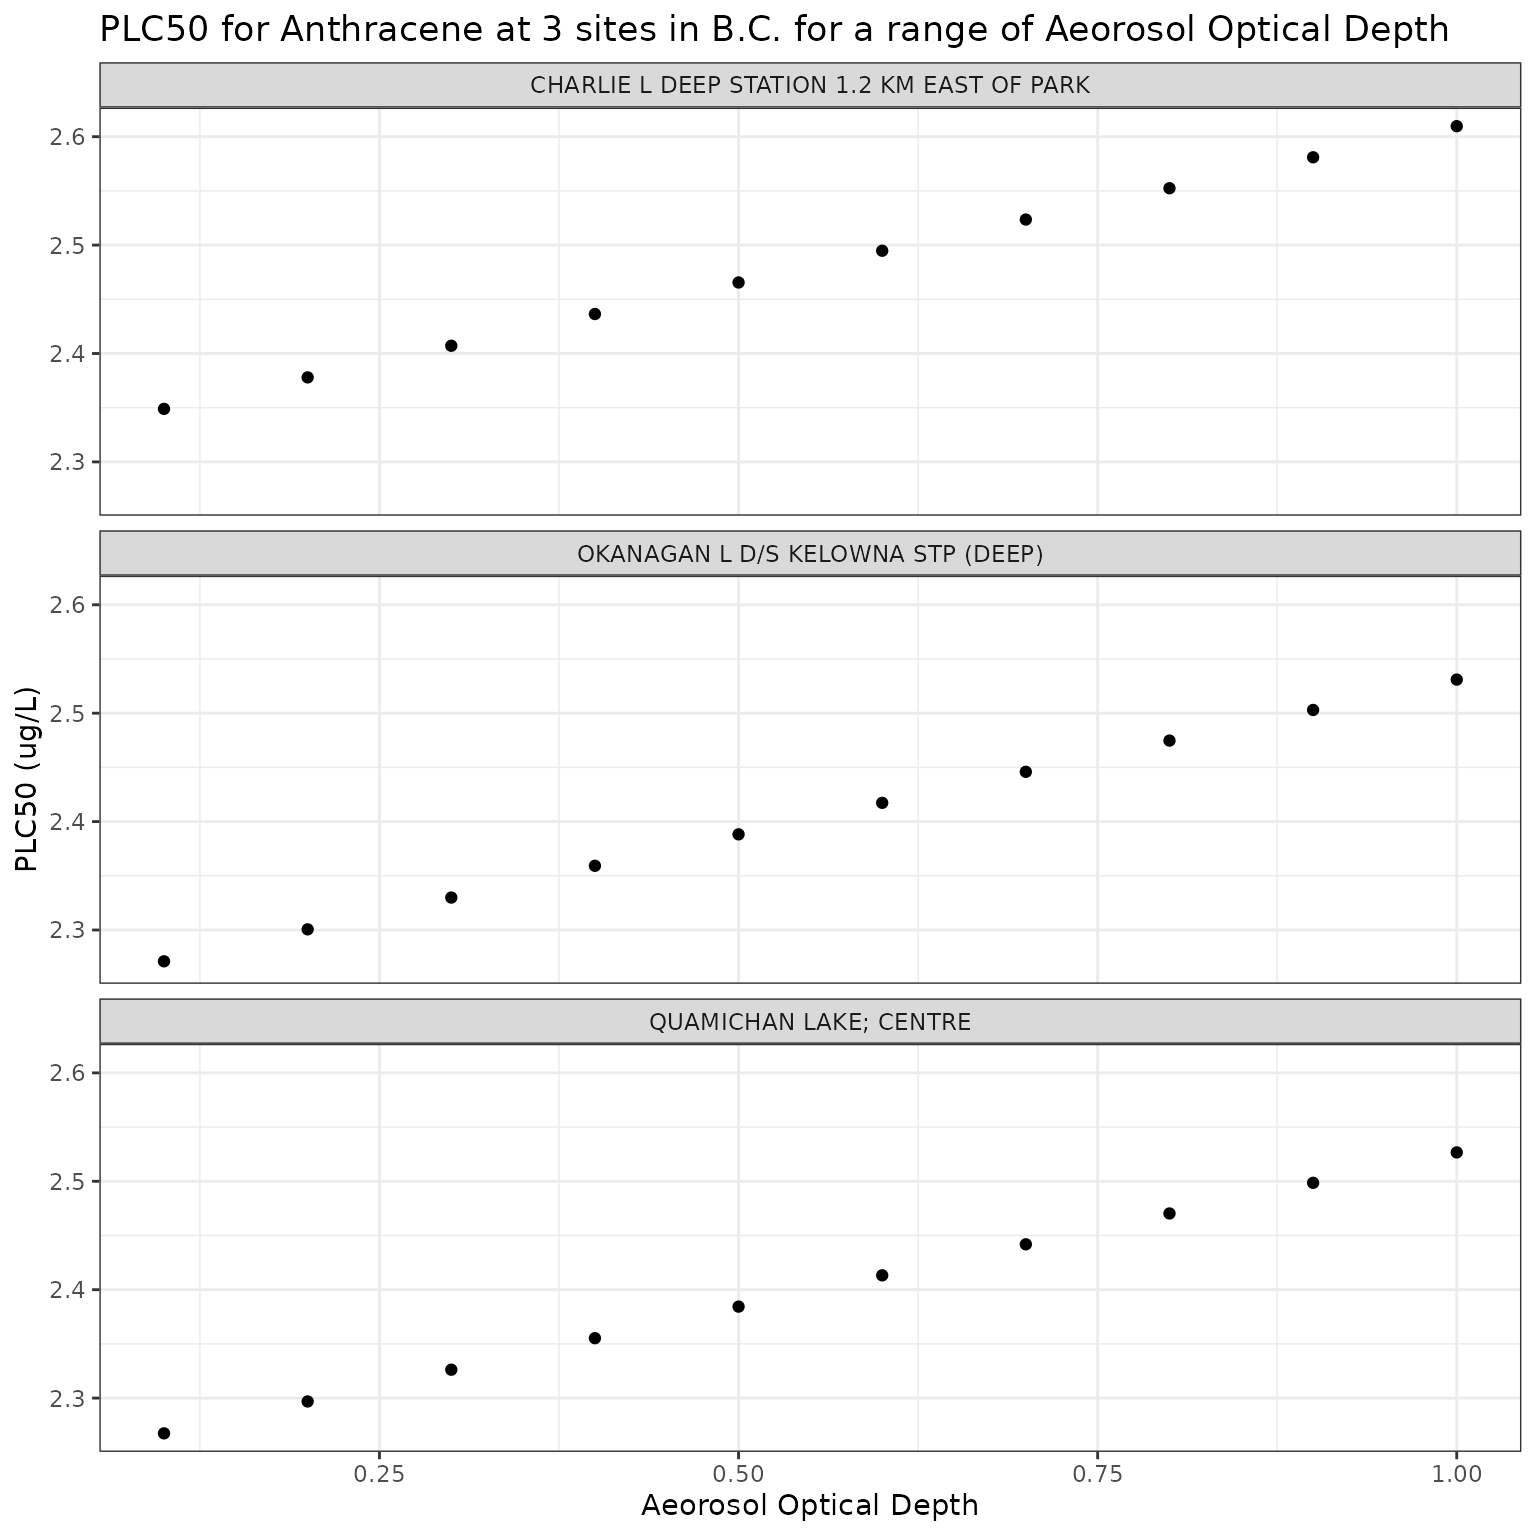 PLC50 for Anthracene at 3 sites in B.C. for a range of Aeorosol Optical Depth
CHARLIE L DEEP STATION 1.2 KM EAST OF PARK
2.6
2.5
2.4
2.3
OKANAGAN L D/S KELOWNA STP (DEEP)
2.6
2.5
2.4
2.3
PLC50 (ug/L)
QUAMICHAN LAKE; CENTRE
2.6
2.5
2.4
2.3
0.25 0.50 0.75 1.00
Aeorosol Optical Depth